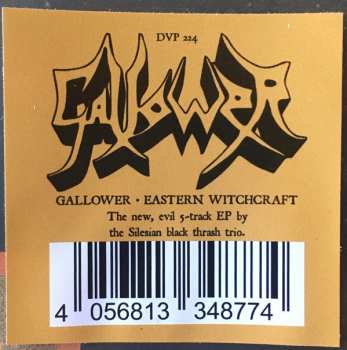 DVP 224
GALLOWER
GALLOWER • EASTERN WITCHCRAFT
The new, evil 5-track EP by
the Silesian black thrash trio.
4 056813 348774